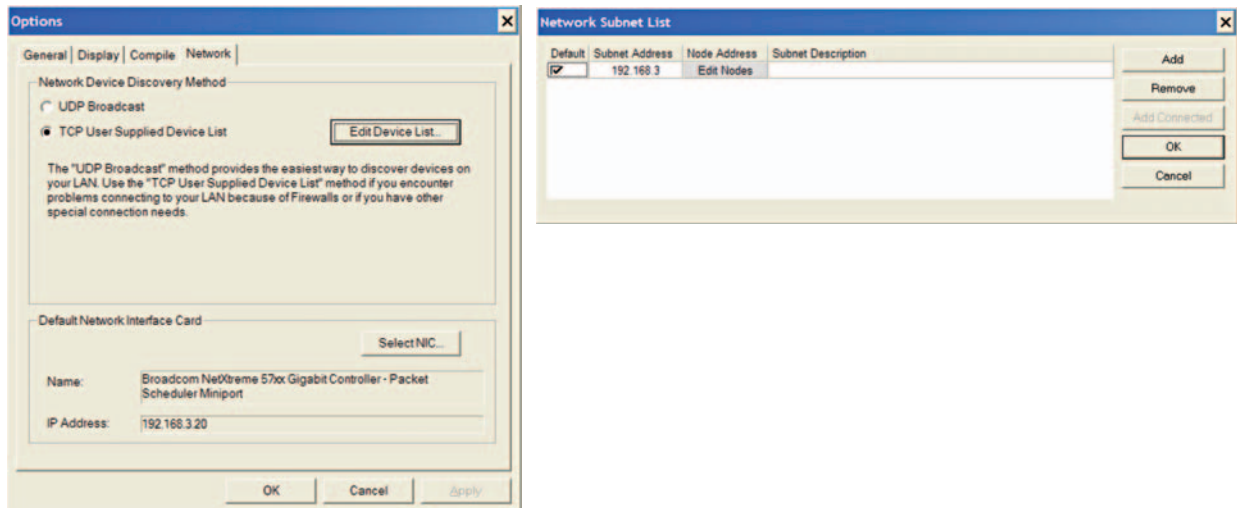 Options
General Display Compile Network
Network Device Discovery Method
UDP Broadcast
TCP User Supplied Device List
Edit Device List...
The "UDP Broadcast" method provides the easiest way to discover devices on
your LAN. Use the "TCP User Supplied Device List" method if you encounter
problems connecting to your LAN because of Firewalls or if you have other
special connection needs.
Default Network Interface Card
Select NIC...
Name:
Broadcom NetXtreme 57xx Gigabit Controller - Packet
Scheduler Miniport
IP Address:
192.168.3.20
OK Cancel Apply
Network Subnet List
Default Subnet Address Node Address Subnet Description
192.168.3 Edit Nodes
Add
Remove
Add Connected
OK
Cancel